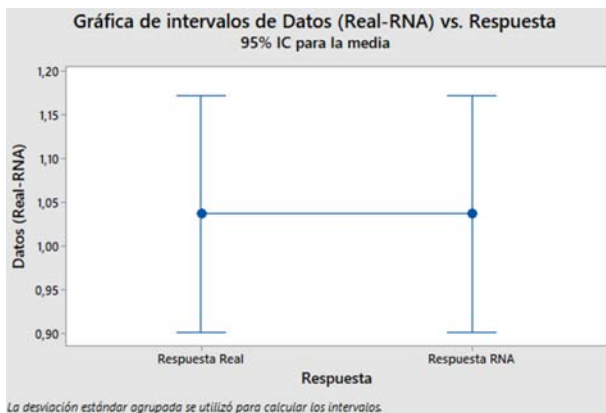 Gráfica de intervalos de Datos (Real-RNA) vs. Respuesta
95% IC para la media
1,20
1,15
1,10
1,05
1,00
0,95
0,90
Datos (Real-RNA)
Respuesta Real
Respuesta RNA
Respuesta
La desviación estándar agrupada se utilizó para calcular los intervalos.